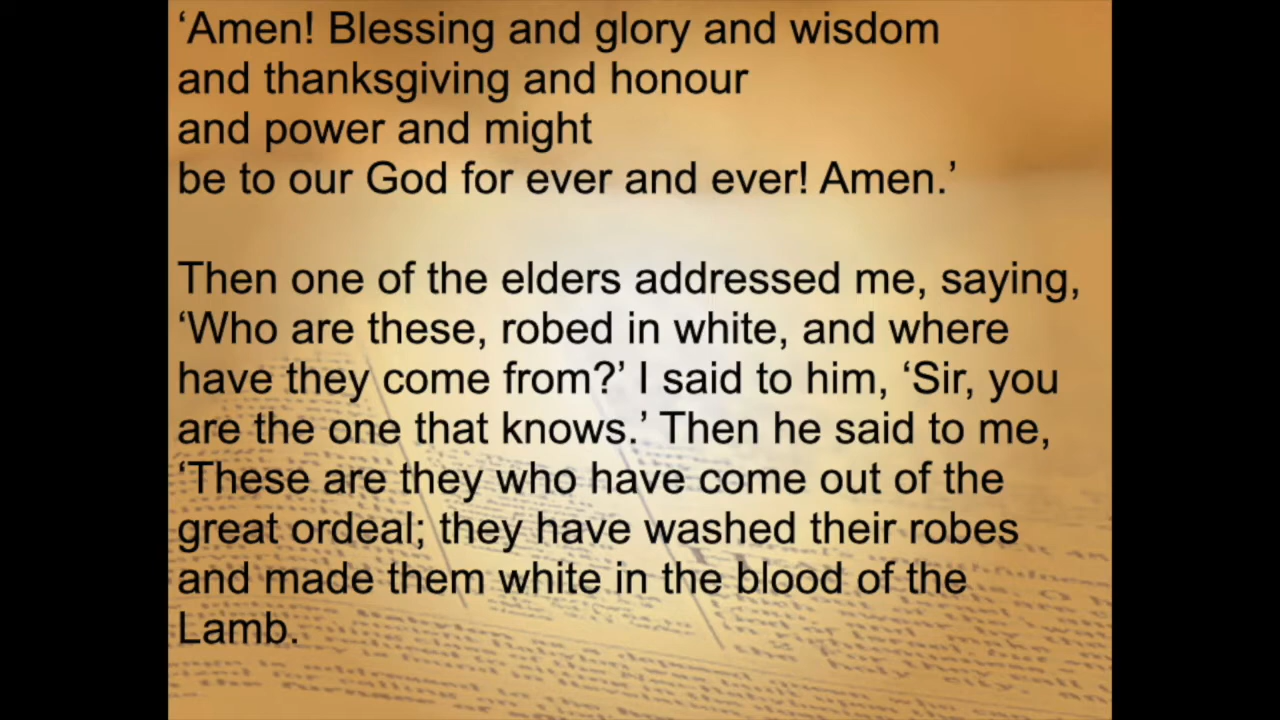 ‘Amen! Blessing and glory and wisdom
and thanksgiving and honour
and power and might
be to our God for ever and ever! Amen.’
Then one of the elders addressed me, saying,
‘Who are these, robed in white, and where
have they come from?’ I said to him, ‘Sir, you
are the one that knows.’ Then he said to me,
‘These are they who have come out of the
great ordeal; they have washed their robes
and made them white in the blood of the
Lamb.